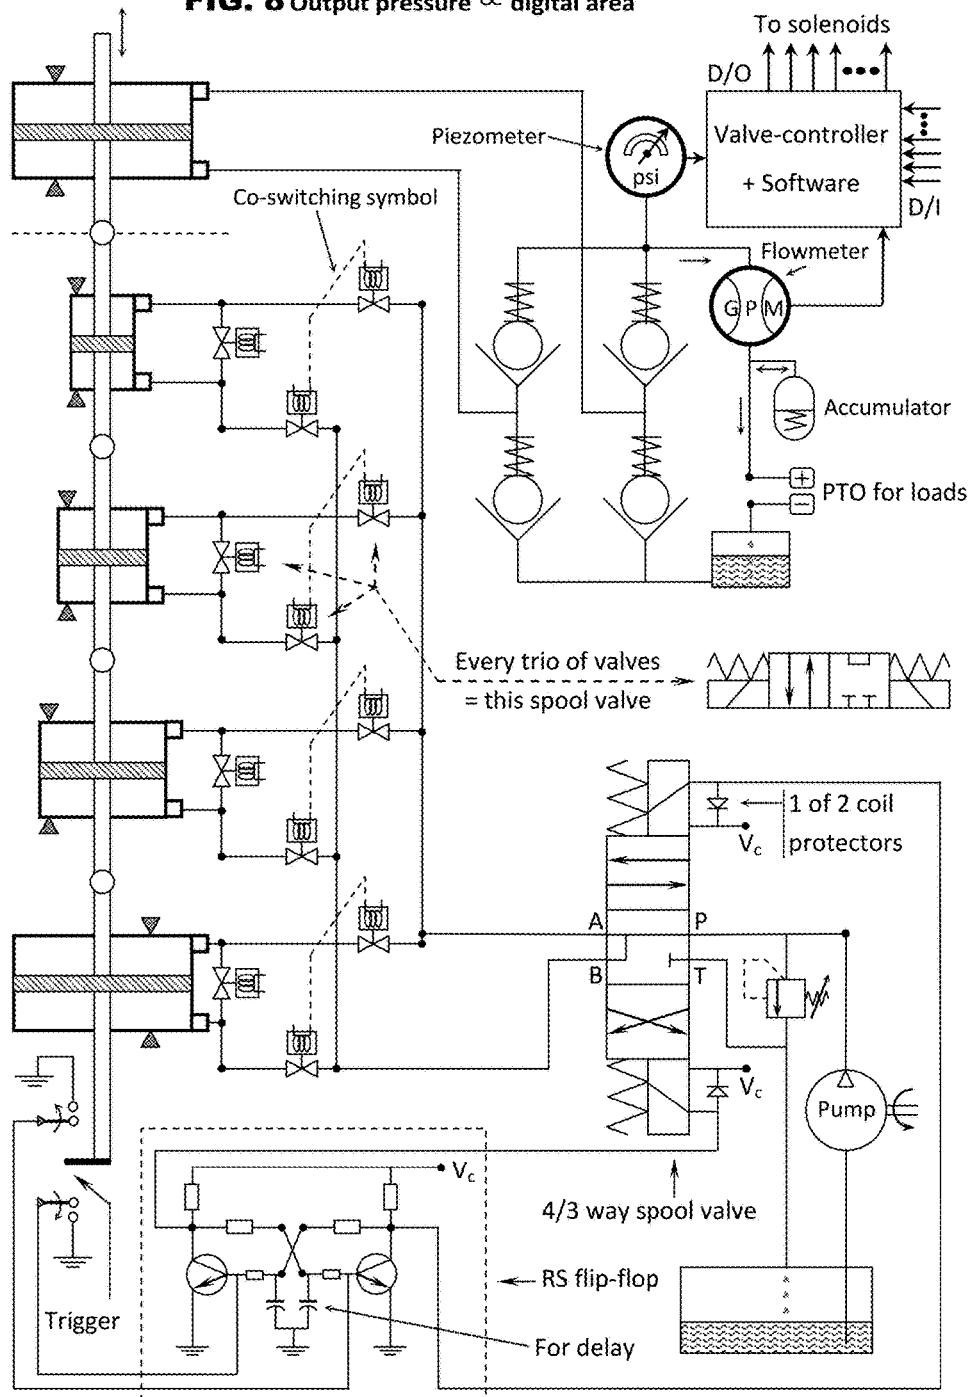 FIG. 8 Output pressure ∝ digital area
To solenoids
D/O
Valve-controller
+ Software
D/I
Piezometer
psi
Co-switching symbol
Flowmeter
G P M
Accumulator
+
PTO for loads
−
Every trio of valves
= this spool valve
1 of 2 coil
protectors
Vc
A
P
B
T
Vc
Pump
Vc
4/3 way spool valve
RS flip-flop
Trigger
For delay